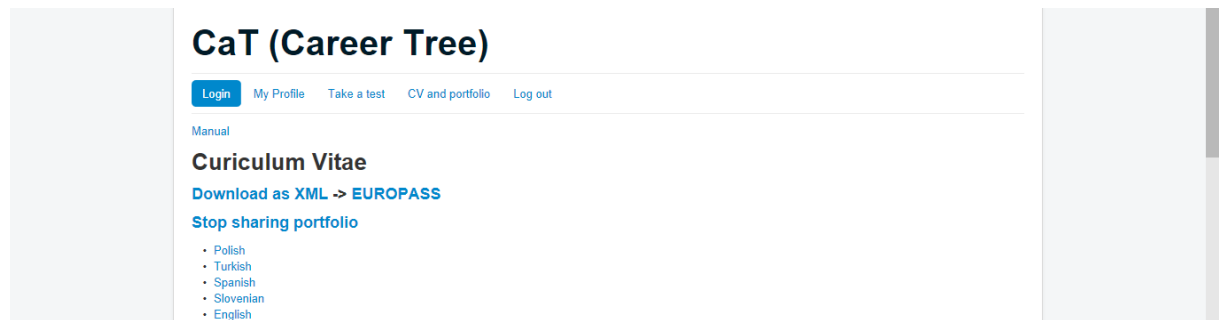 CaT (Career Tree)
Login My Profile Take a test CV and portfolio Log out
Manual
Curiculum Vitae
Download as XML -> EUROPASS
Stop sharing portfolio
• Polish
• Turkish
• Spanish
• Slovenian
• English